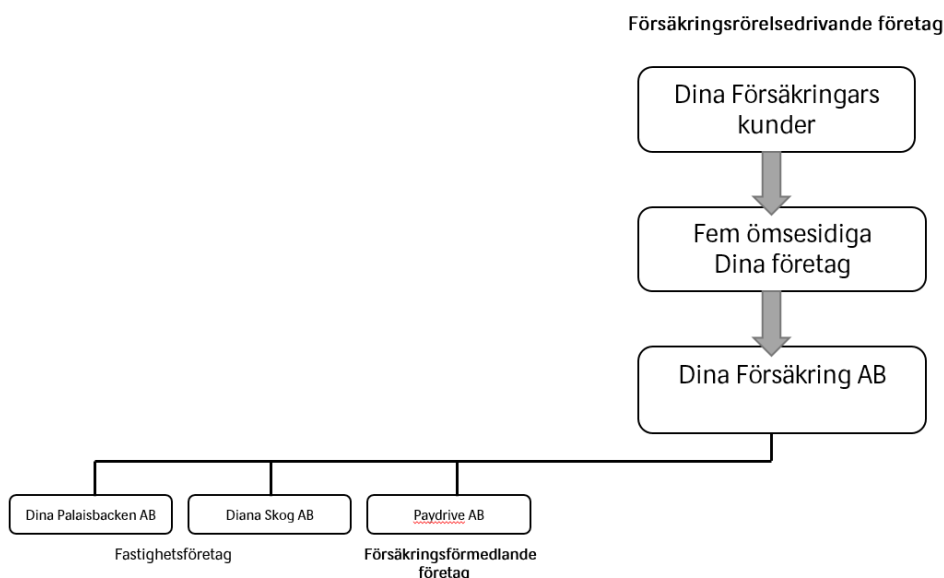 Försäkringsrörelsedrivande företag
Dina Försäkringars
kunder
Fem ömsesidiga
Dina företag
Dina Försäkring AB
Dina Palaisbacken AB
Diana Skog AB
Paydrive AB
Fastighetsföretag
Försäkringsförmedlande
företag